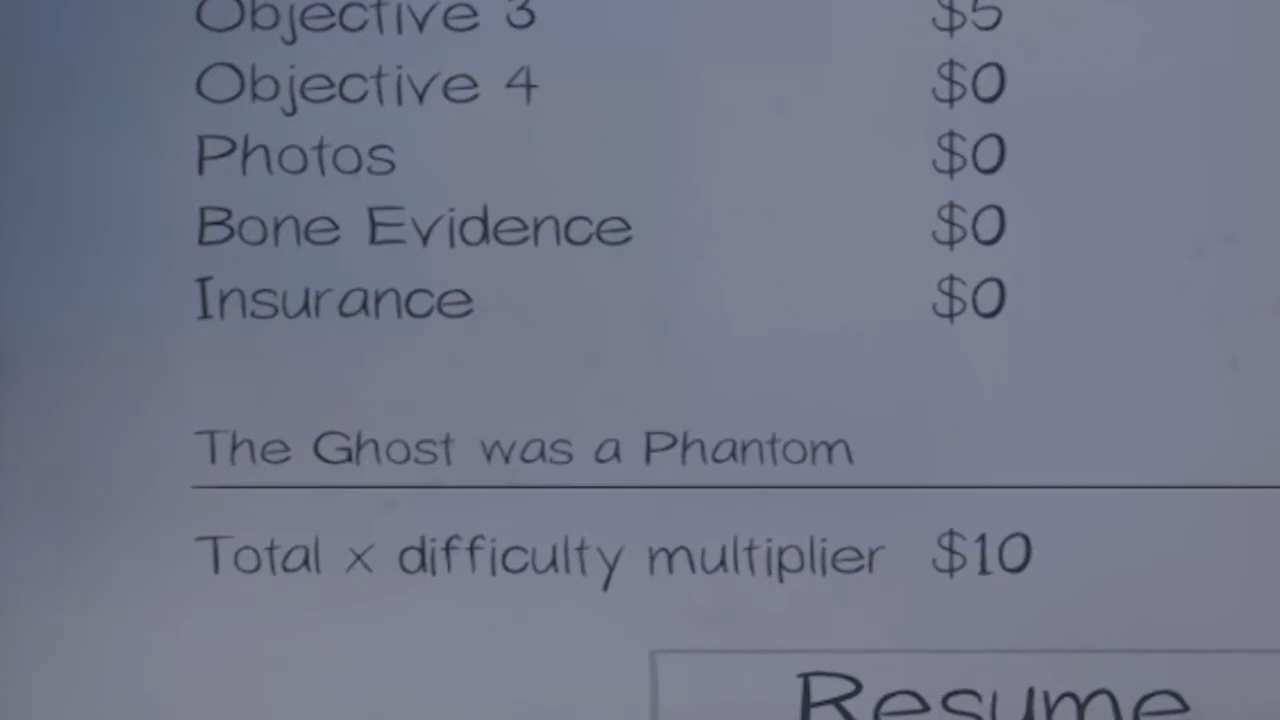 Objective 3 $5
Objective 4 $0
Photos $0
Bone Evidence $0
Insurance $0
The Ghost was a Phantom
Total x difficulty multiplier $10
Resume